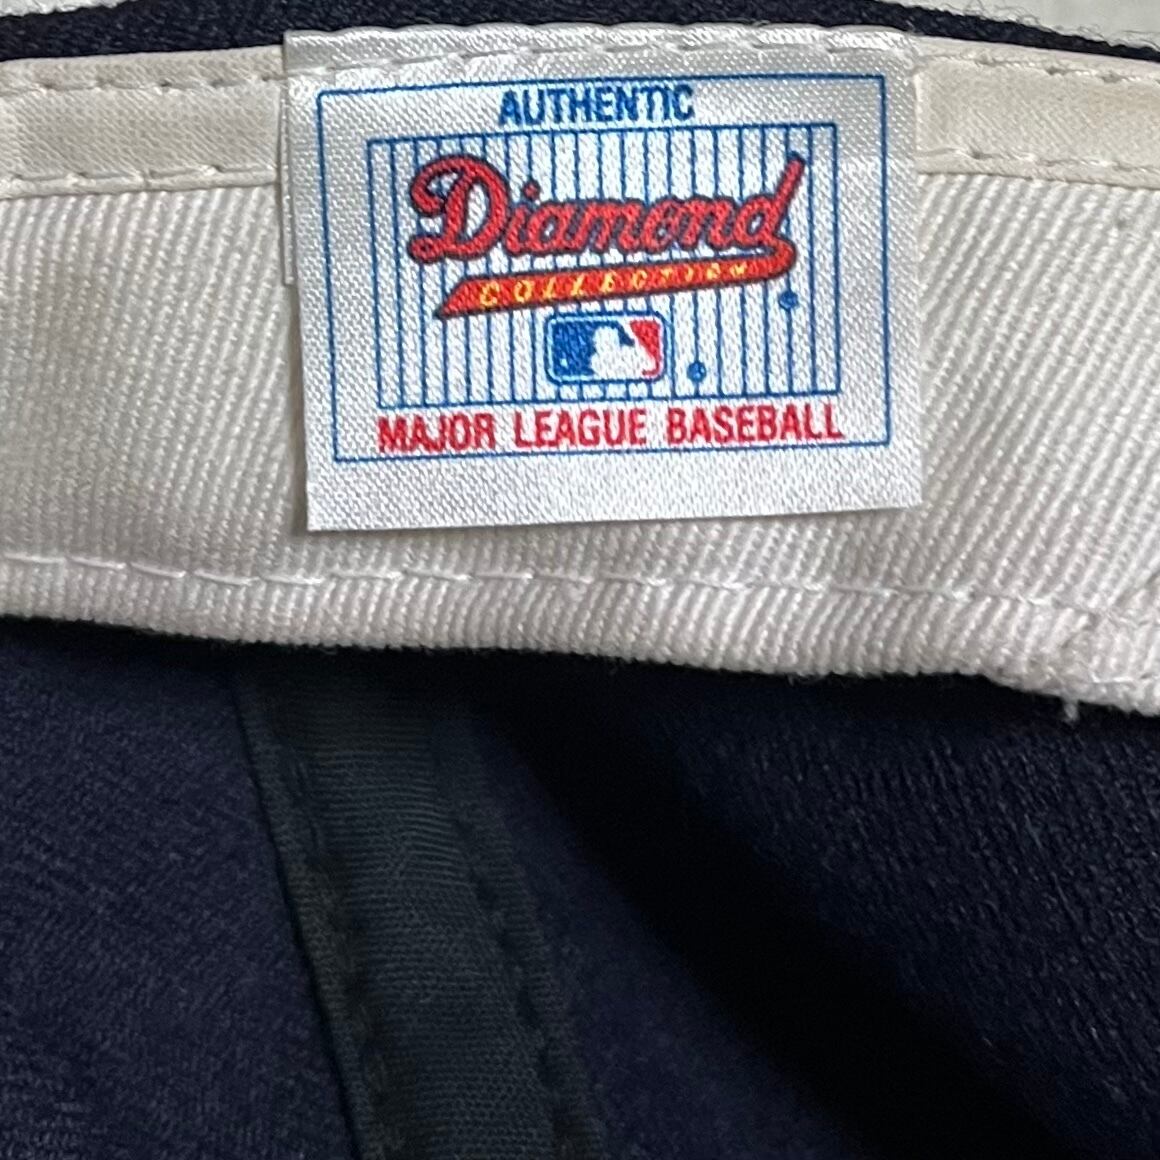 AUTHENTIC
Diamond
COLLECTION
MAJOR LEAGUE BASEBALL